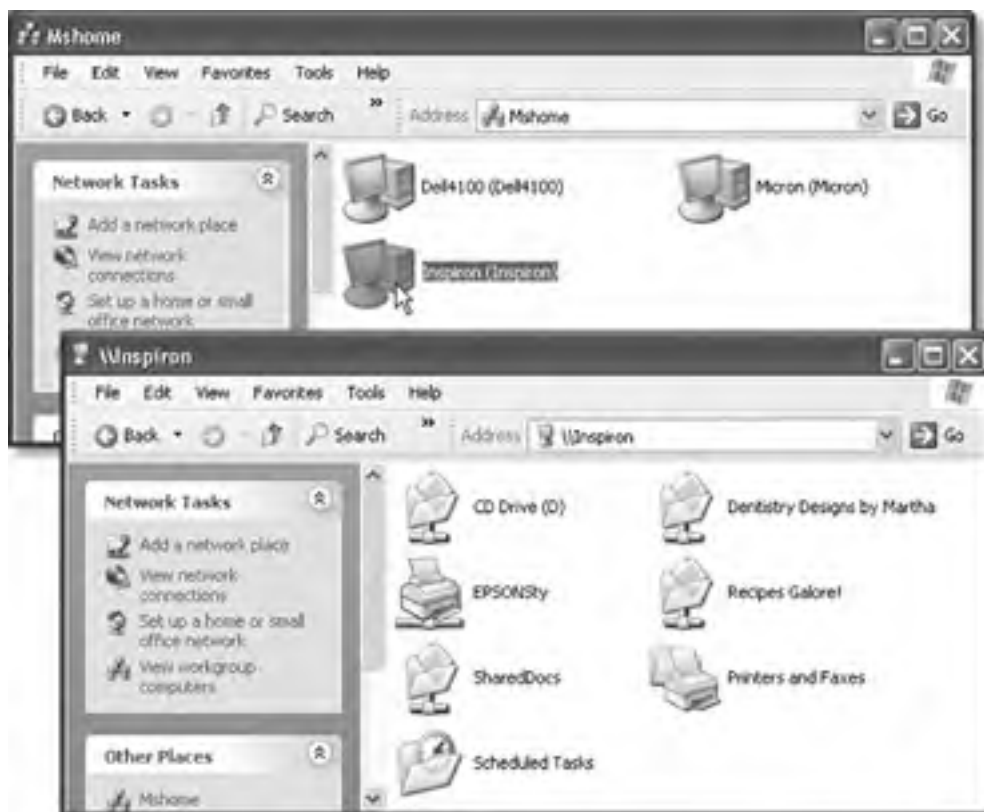 Mshome
File Edit View Favorites Tools Help
Back Search » Address Mshome Go
Network Tasks
Add a network place
View network
connections
Set up a home or small
office network
Dell4100 (Dell4100)
Micron (Micron)
Inspiron (Inspiron)
\\Inspiron
File Edit View Favorites Tools Help
Back Search » Address \\Inspiron Go
Network Tasks
Add a network place
View network
connections
Set up a home or small
office network
View workgroup
computers
Other Places
Mshome
CD Drive (D)
Dentistry Designs by Martha
EPSONSty
Recipes Galore!
SharedDocs
Printers and Faxes
Scheduled Tasks